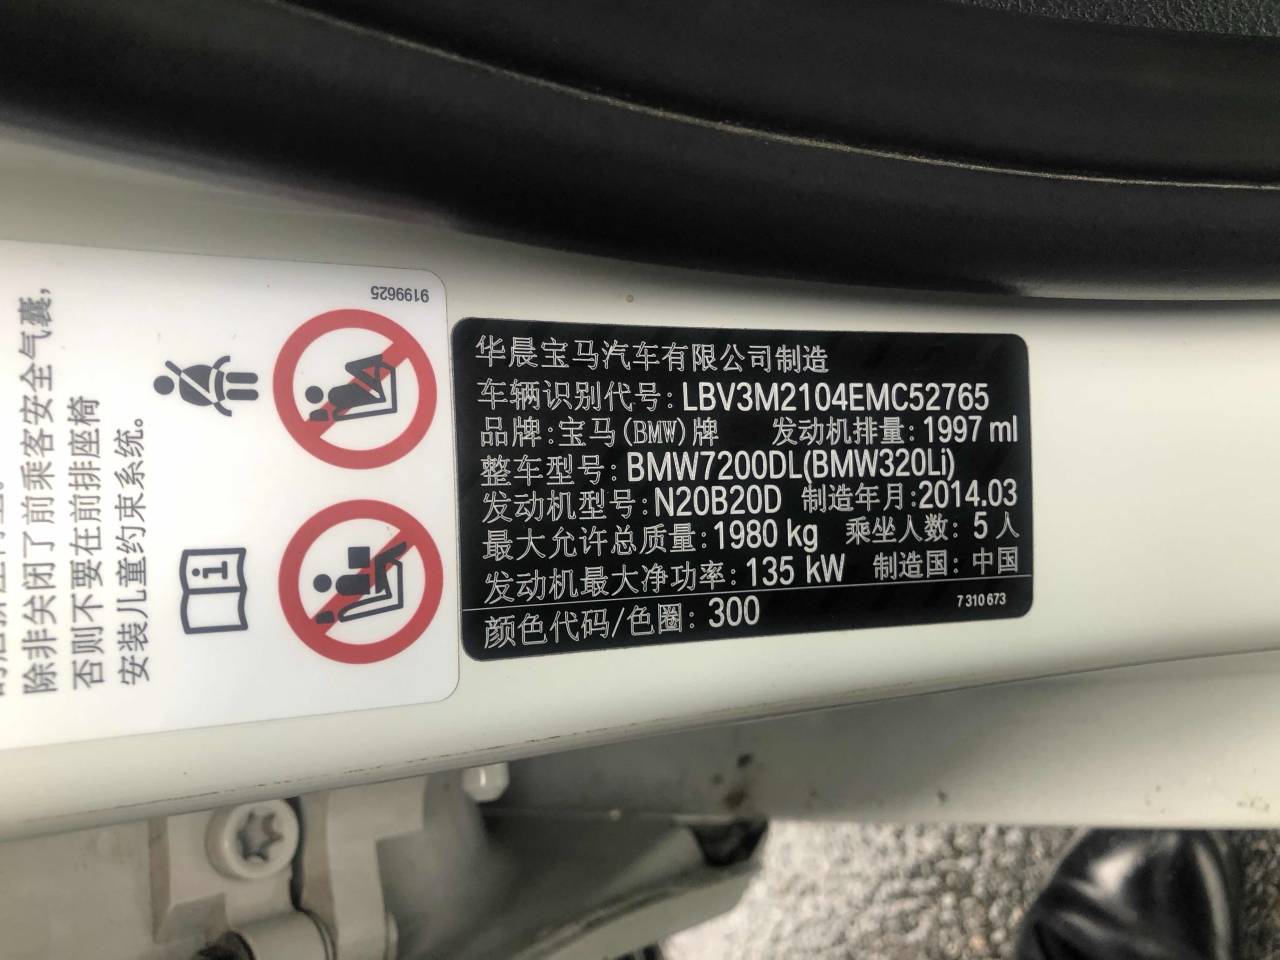 9199625
除非关闭了前乘客安全气囊,
否则不要在前排座椅
安装儿童约束系统。
华晨宝马汽车有限公司制造
车辆识别代号: LBV3M2104EMC52765
品牌:宝马(BMW)牌 发动机排量: 1997 ml
整车型号: BMW7200DL(BMW320Li)
发动机型号: N20B20D 制造年月:2014.03
最大允许总质量: 1980 kg 乘坐人数: 5 人
发动机最大净功率: 135 kW 制造国: 中国
颜色代码/色圈: 300 7 310 673